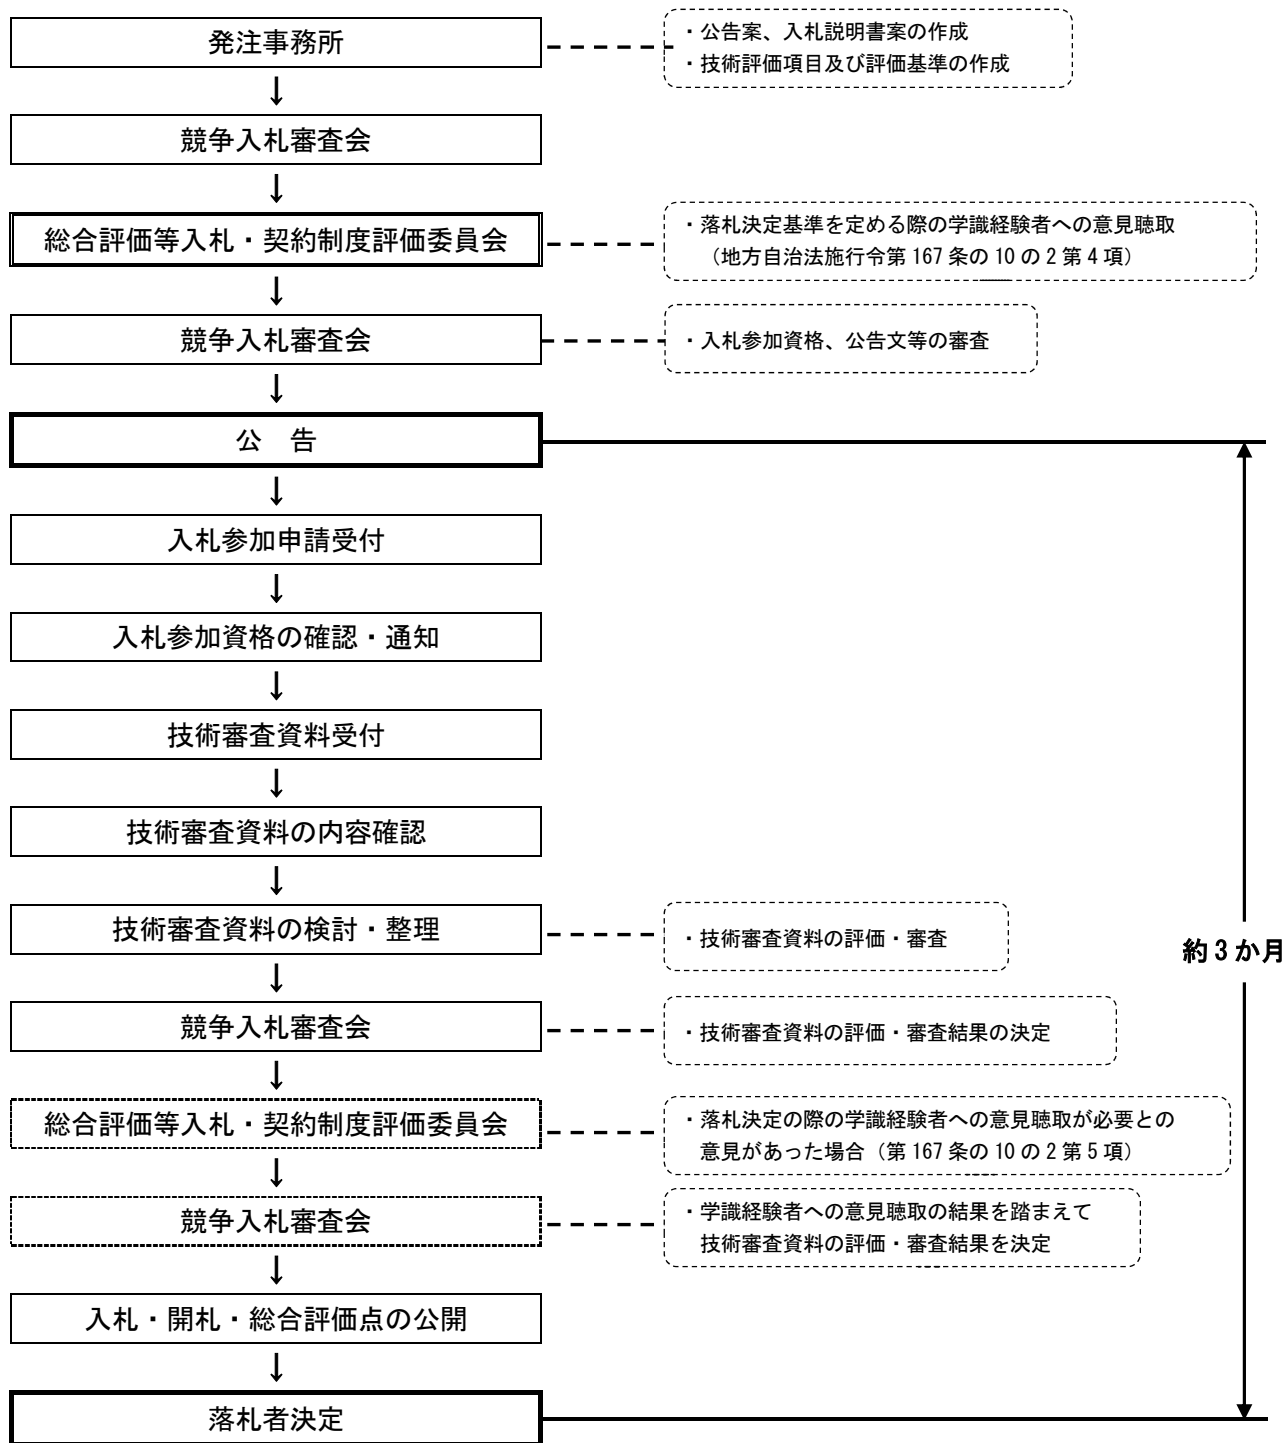 発注事務所
・公告案、入札説明書案の作成
・技術評価項目及び評価基準の作成
↓
競争入札審査会
↓
総合評価等入札・契約制度評価委員会
・落札決定基準を定める際の学識経験者への意見聴取
（地方自治法施行令第 167 条の 10 の 2 第 4 項）
↓
競争入札審査会
・入札参加資格、公告文等の審査
↓
公　告
↓
入札参加申請受付
↓
入札参加資格の確認・通知
↓
技術審査資料受付
↓
技術審査資料の内容確認
↓
技術審査資料の検討・整理
・技術審査資料の評価・審査
約３か月
↓
競争入札審査会
・技術審査資料の評価・審査結果の決定
↓
総合評価等入札・契約制度評価委員会
・落札決定の際の学識経験者への意見聴取が必要との
意見があった場合（第 167 条の 10 の 2 第 5 項）
↓
競争入札審査会
・学識経験者への意見聴取の結果を踏まえて
技術審査資料の評価・審査結果を決定
↓
入札・開札・総合評価点の公開
↓
落札者決定